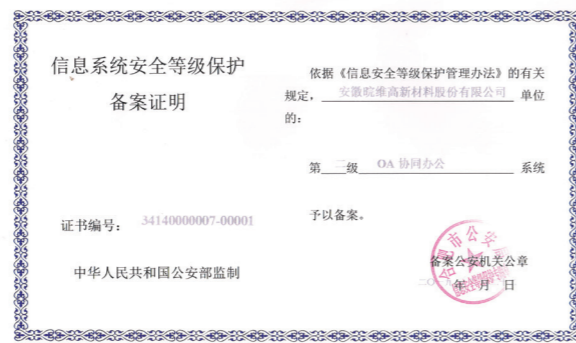 信息系统安全等级保护
备案证明
证书编号： 34140000007-00001
中华人民共和国公安部监制
依据《信息安全等级保护管理办法》的有关
规定， 安徽皖维高新材料股份有限公司 单位
的：
第 二 级 OA 协同办公 系统
予以备案。
市公安
备案公安机关公章
年 月 日